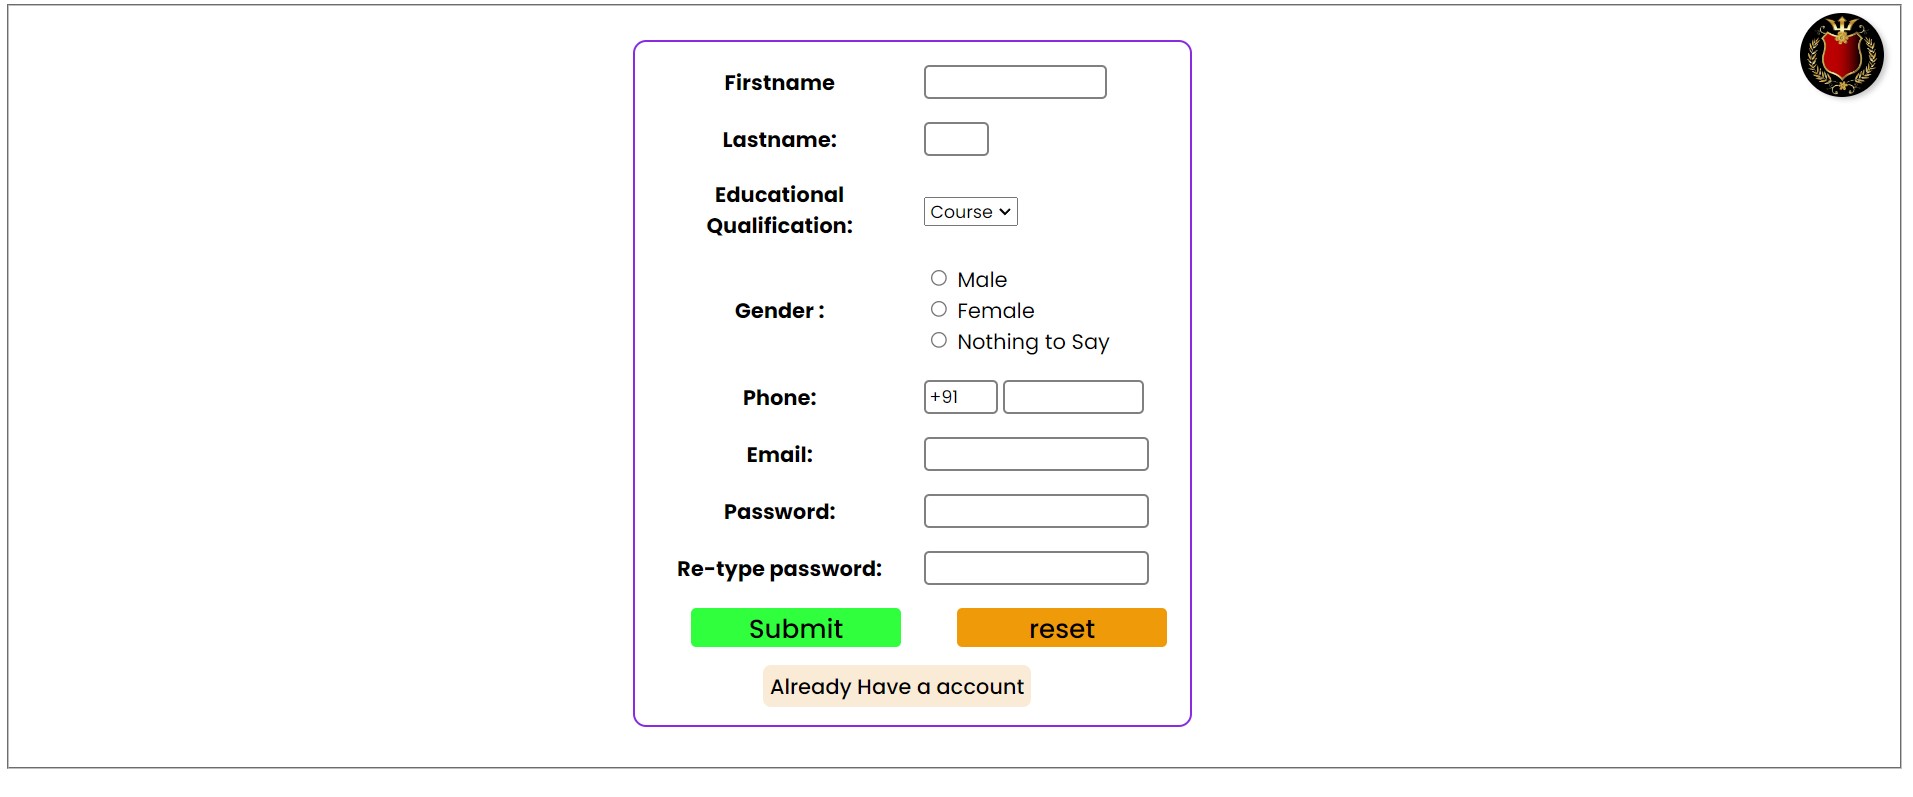 Firstname
Lastname:
Educational
Qualification:
Course
Gender :
Male
Female
Nothing to Say
Phone:
+91
Email:
Password:
Re-type password:
Submit
reset
Already Have a account